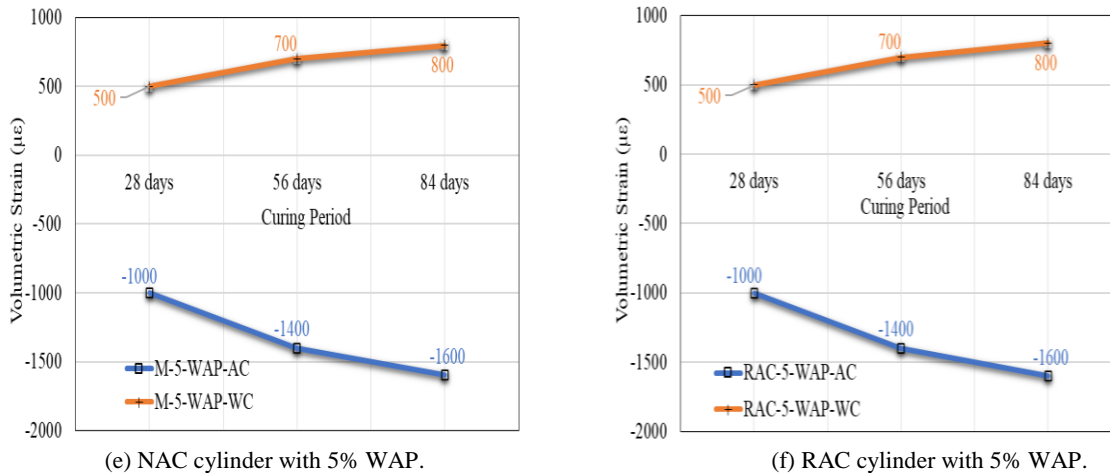 1000
700
500
800
500
Volumetric Strain (με)
0
28 days
56 days
84 days
Curing Period
-500
-1000
-1000
-1400
-1500
-1600
M-5-WAP-AC
M-5-WAP-WC
-2000
(e) NAC cylinder with 5% WAP.
1000
700
500
800
500
Volumetric Strain (με)
0
28 days
56 days
84 days
Curing Period
-500
-1000
-1000
-1400
-1500
-1600
RAC-5-WAP-AC
RAC-5-WAP-WC
-2000
(f) RAC cylinder with 5% WAP.